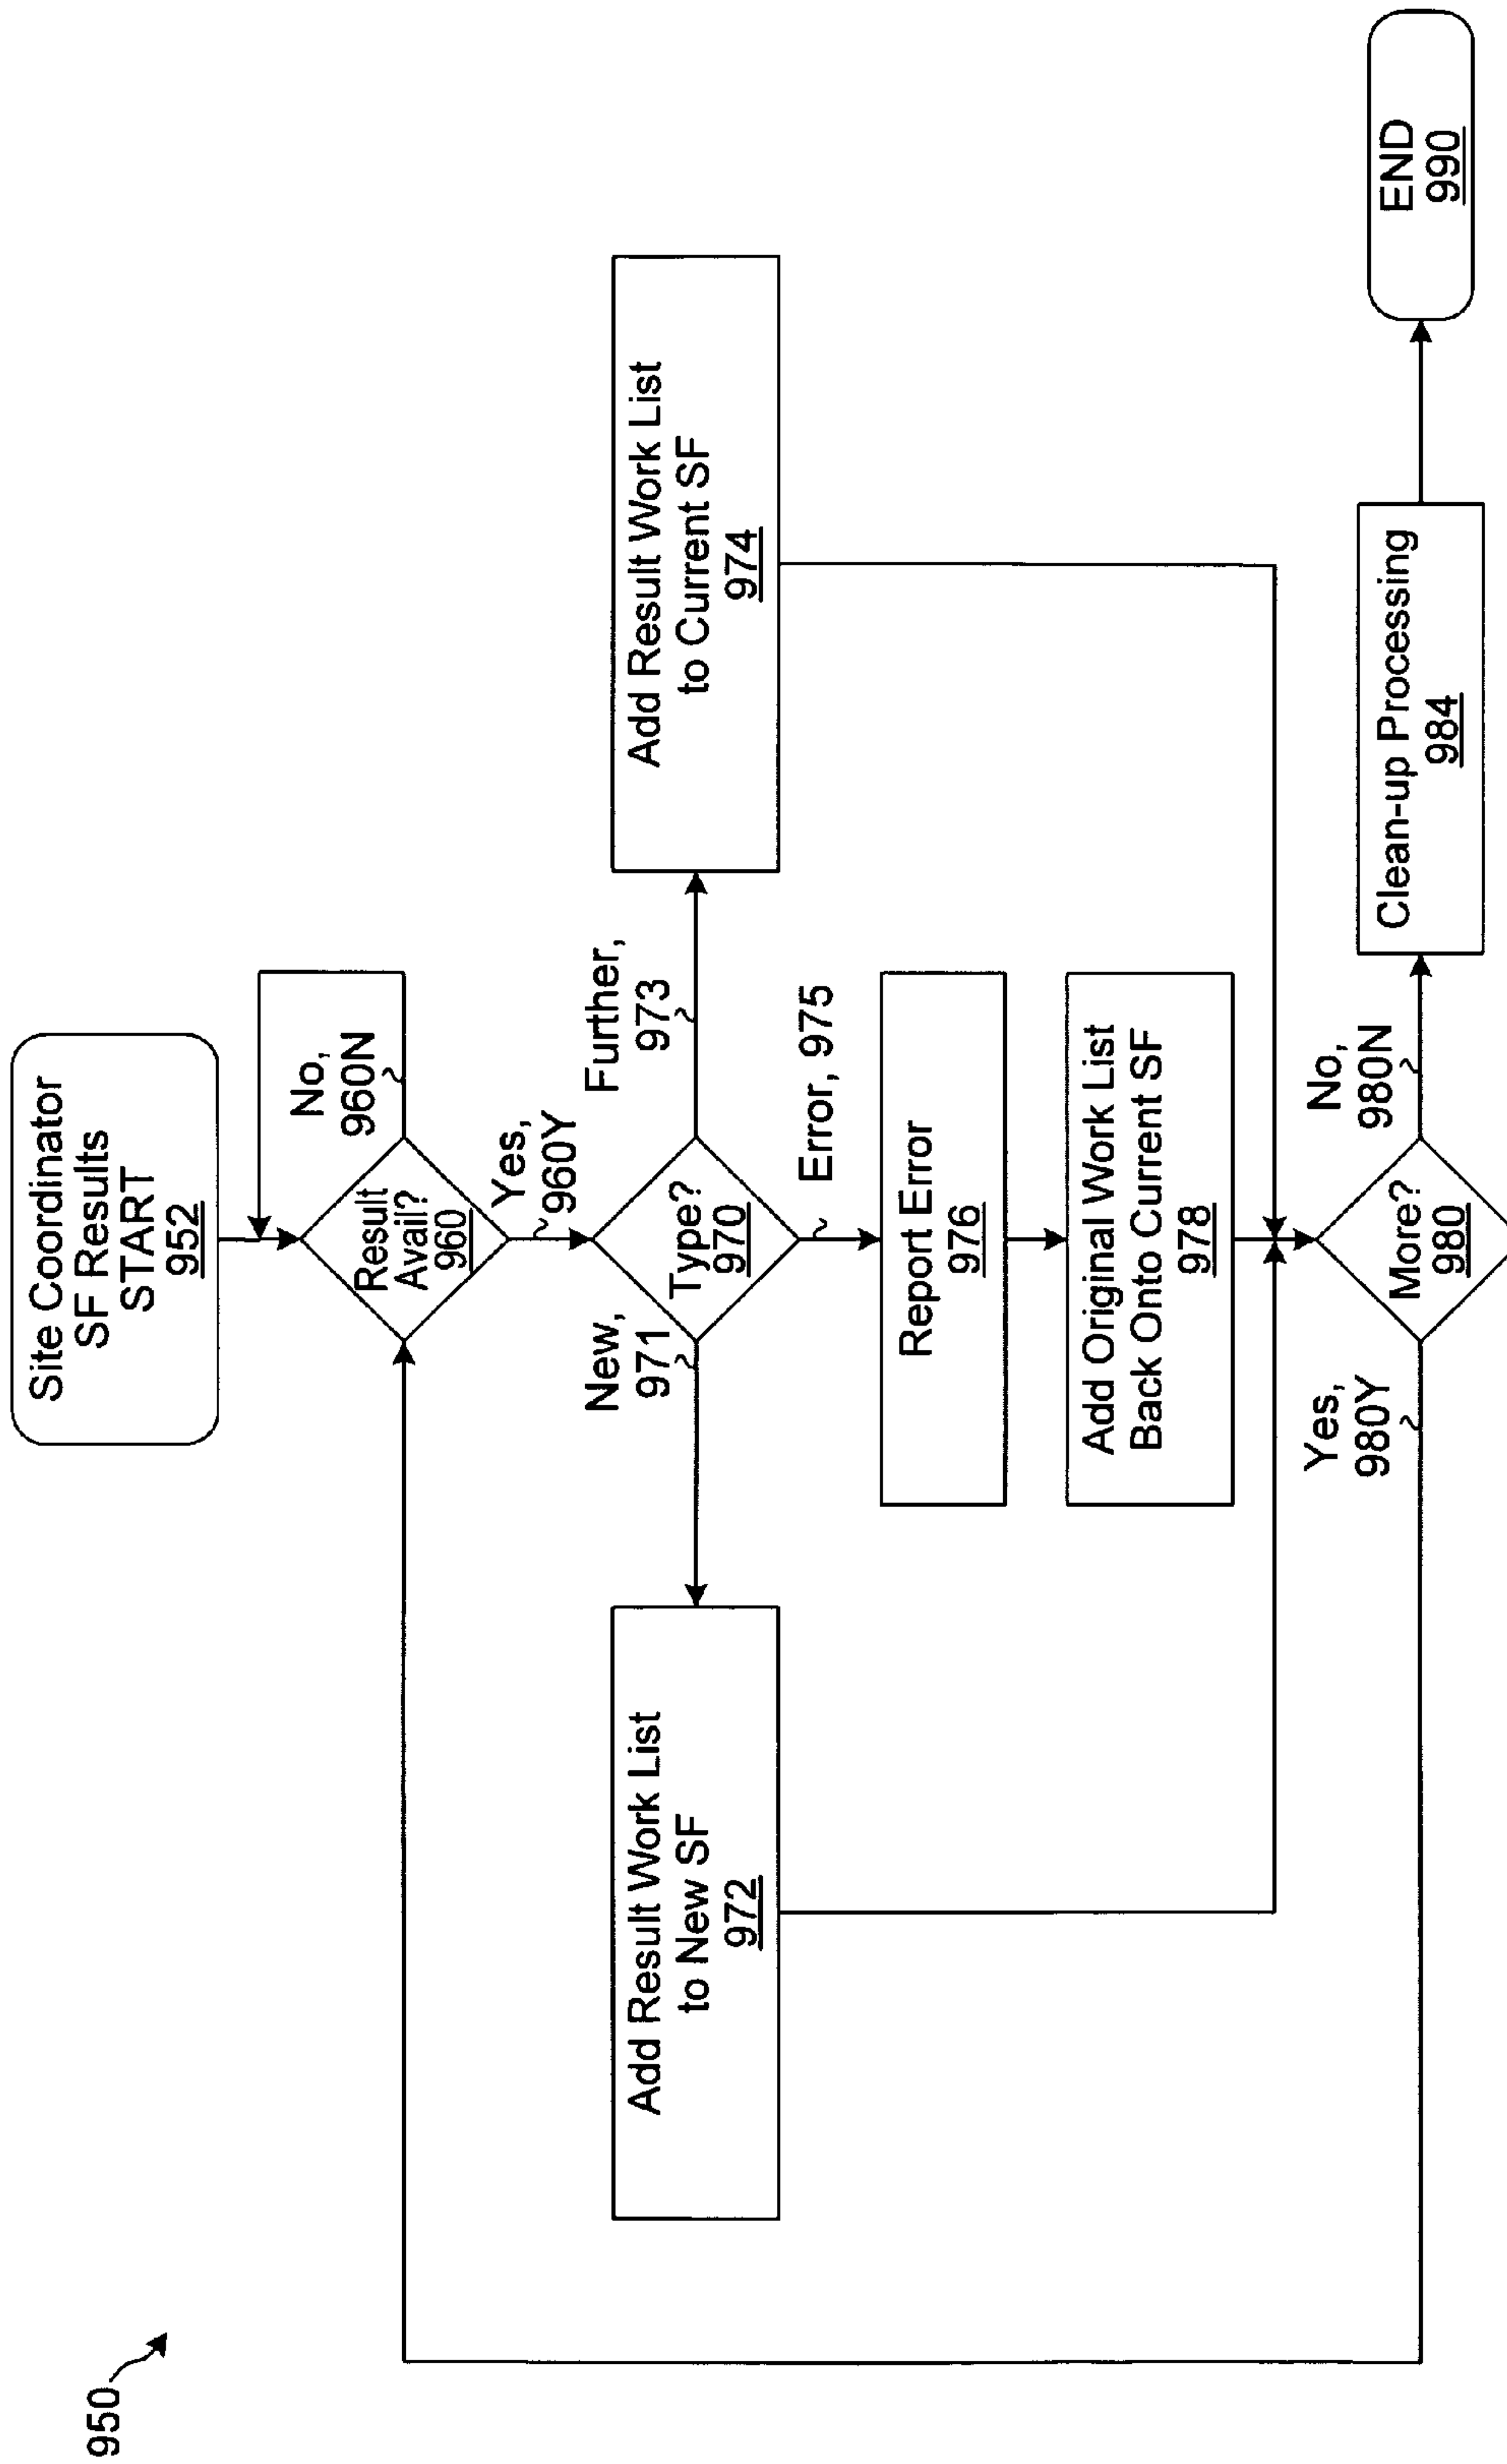 950
Site Coordinator
SF Results
START
952
No,
960N
Result
Avail?
960
Yes,
960Y
New,
971
Type?
970
Further,
973
Add Result Work List
to New SF
972
Error, 975
Add Result Work List
to Current SF
974
Report Error
976
Add Original Work List
Back Onto Current SF
978
Yes,
980Y
More?
980
No,
980N
Clean-up Processing
984
END
990